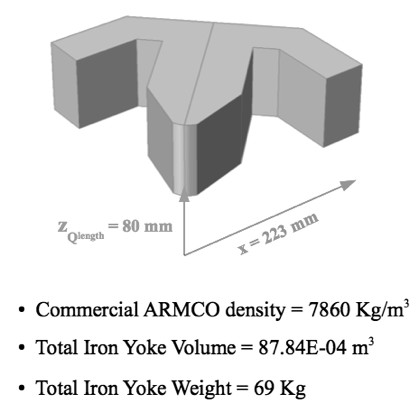 z Qlength = 80 mm
x = 223 mm
• Commercial ARMCO density = 7860 Kg/m³
• Total Iron Yoke Volume = 87.84E-04 m³
• Total Iron Yoke Weight = 69 Kg